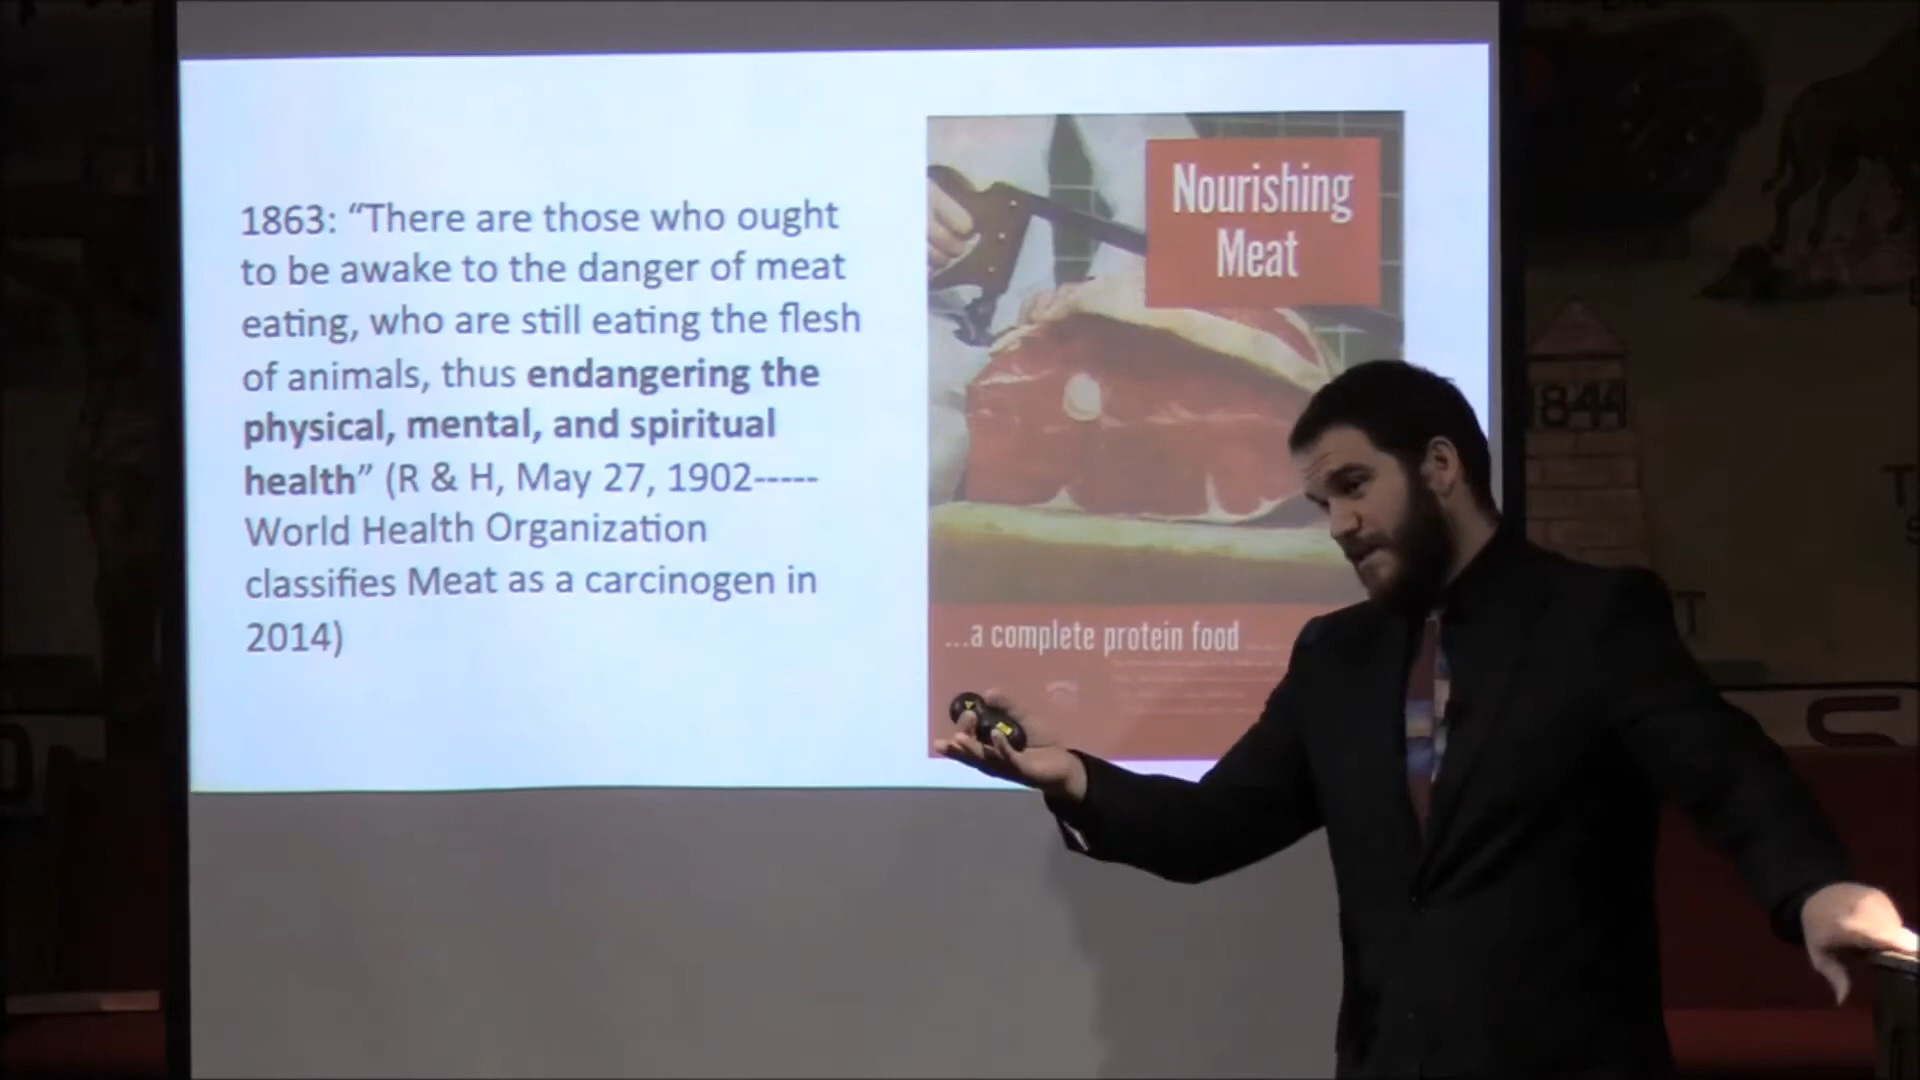 1863: “There are those who ought
to be awake to the danger of meat
eating, who are still eating the flesh
of animals, thus endangering the
physical, mental, and spiritual
health” (R & H, May 27, 1902-----
World Health Organization
classifies Meat as a carcinogen in
2014)
Nourishing
Meat
...a complete protein food
1844